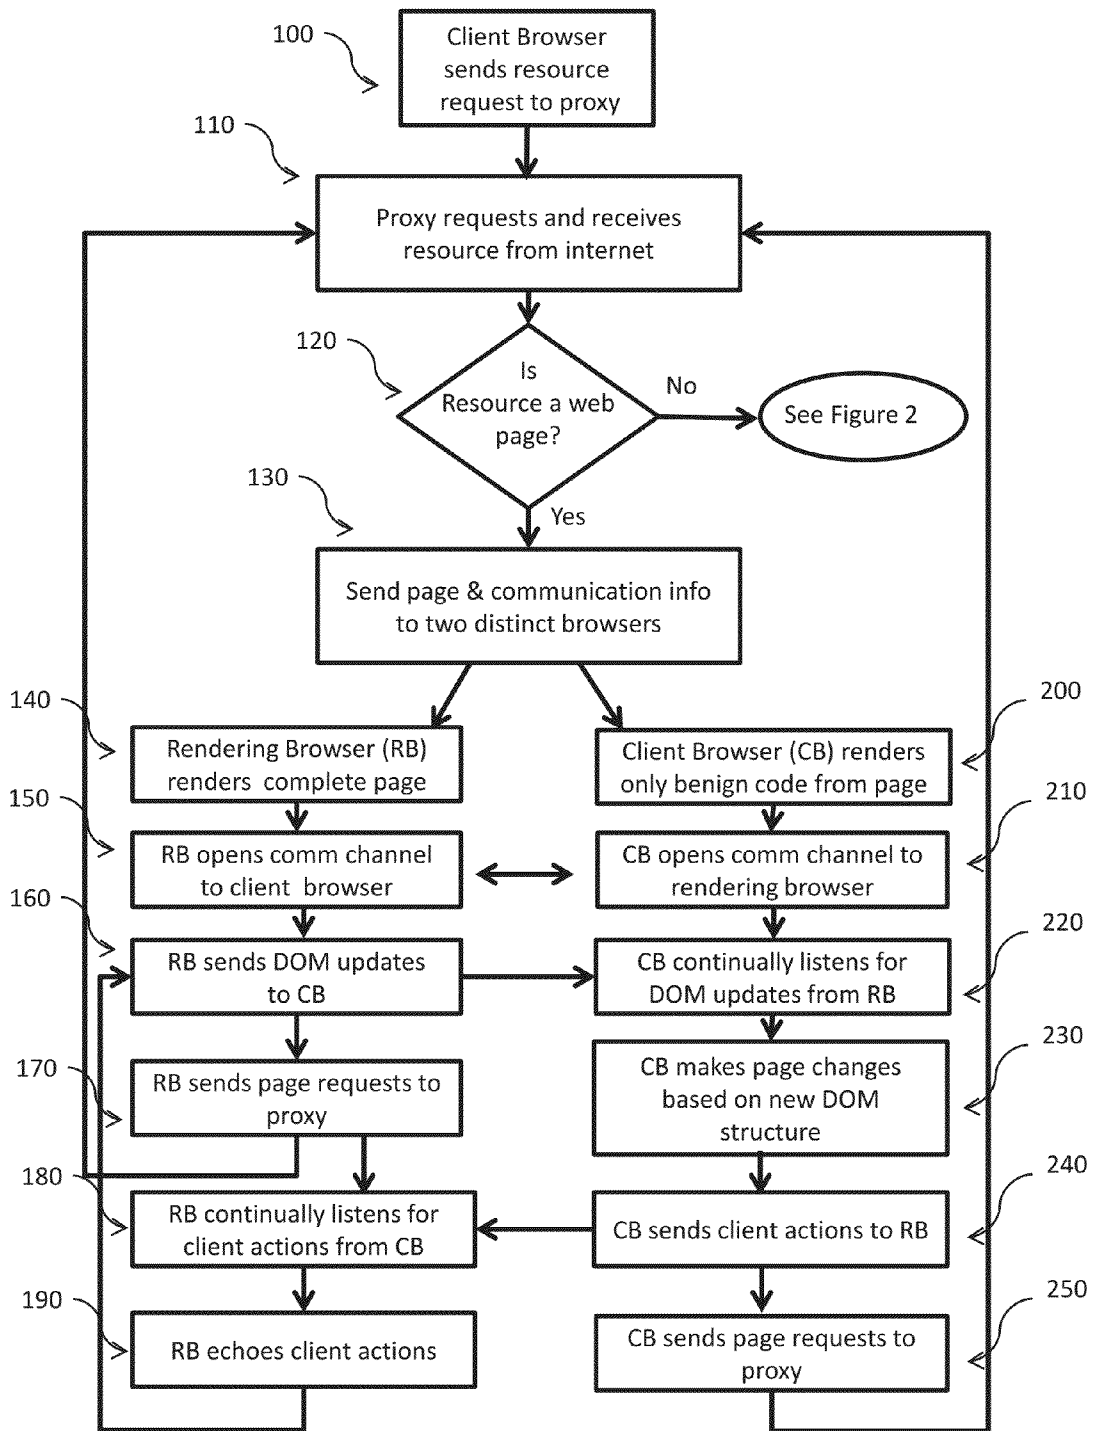 100
Client Browser
sends resource
request to proxy
110
Proxy requests and receives
resource from internet
120
Is
Resource a web
page?
No
See Figure 2
Yes
130
Send page & communication info
to two distinct browsers
140
Rendering Browser (RB)
renders complete page
200
Client Browser (CB) renders
only benign code from page
150
RB opens comm channel
to client browser
210
CB opens comm channel to
rendering browser
160
RB sends DOM updates
to CB
220
CB continually listens for
DOM updates from RB
170
RB sends page requests to
proxy
230
CB makes page changes
based on new DOM
structure
180
RB continually listens for
client actions from CB
240
CB sends client actions to RB
190
RB echoes client actions
250
CB sends page requests to
proxy